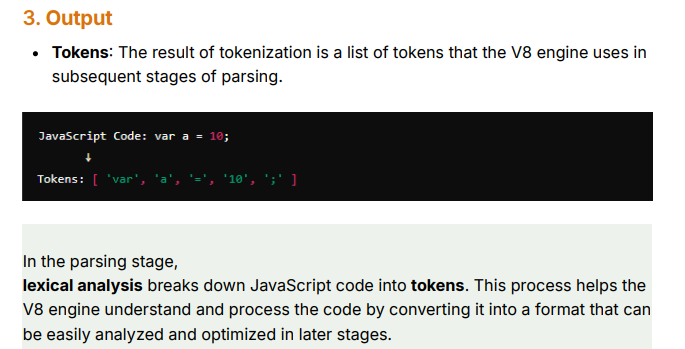 3. Output
• Tokens: The result of tokenization is a list of tokens that the V8 engine uses in
subsequent stages of parsing.
JavaScript Code: var a = 10;
↓
Tokens: [ 'var', 'a', '=', '10', ';' ]
In the parsing stage,
lexical analysis breaks down JavaScript code into tokens. This process helps the
V8 engine understand and process the code by converting it into a format that can
be easily analyzed and optimized in later stages.